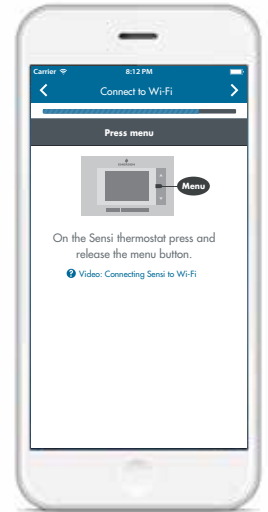 Carrier 8:12 PM
Connect to Wi-Fi
Press menu
Menu
On the Sensi thermostat press and
release the menu button.
Video: Connecting Sensi to Wi-Fi